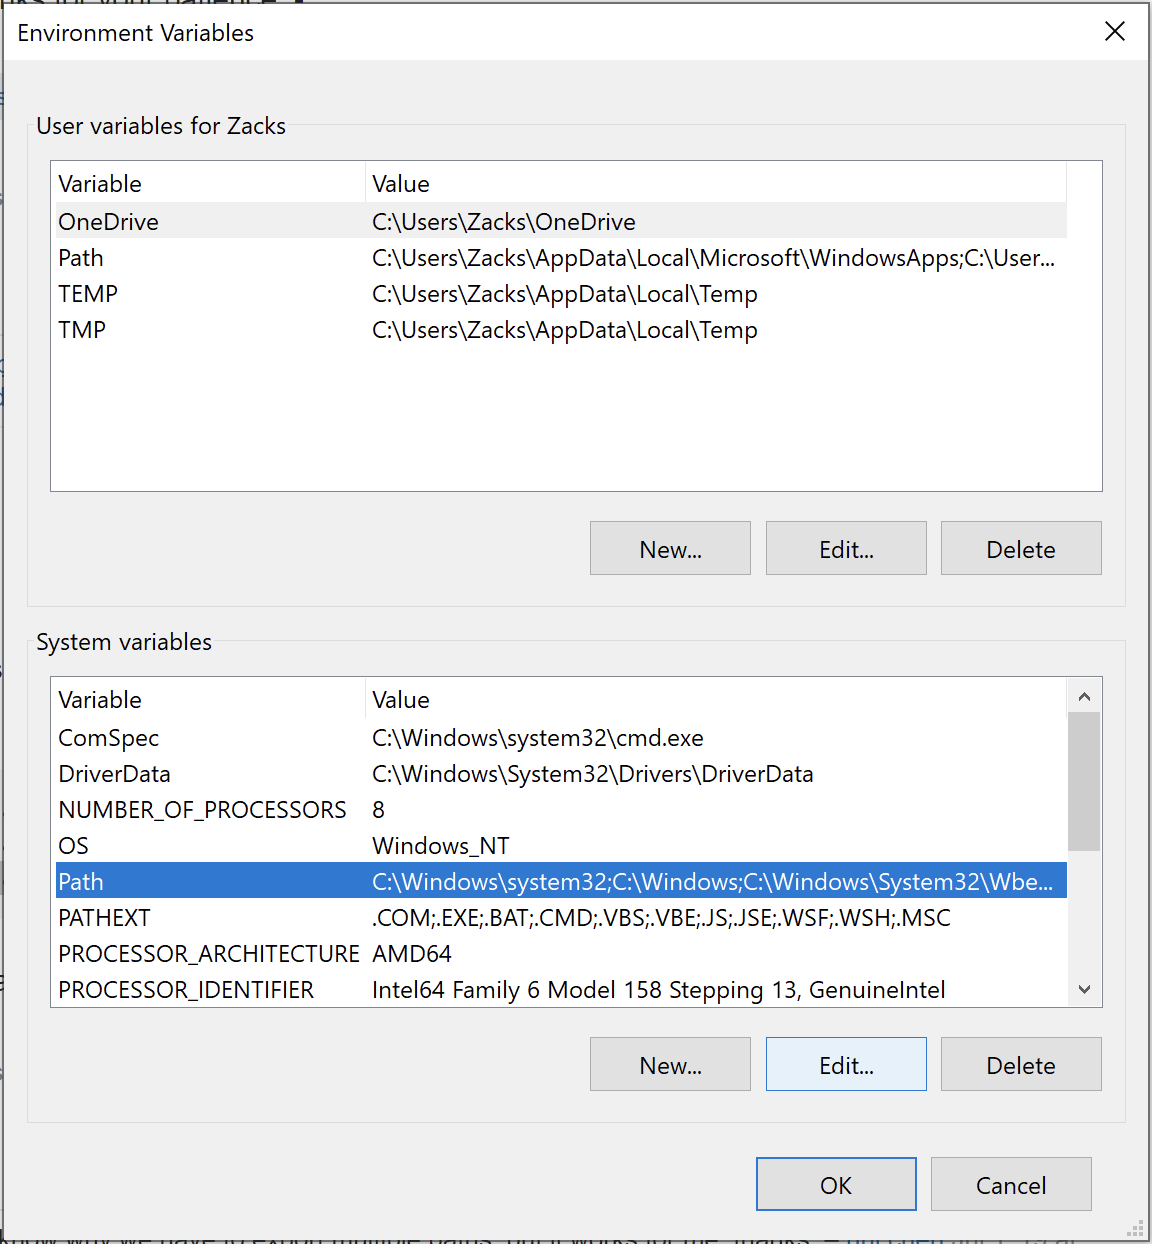 Environment Variables
User variables for Zacks
Variable Value
OneDrive C:\Users\Zacks\OneDrive
Path C:\Users\Zacks\AppData\Local\Microsoft\WindowsApps;C:\User...
TEMP C:\Users\Zacks\AppData\Local\Temp
TMP C:\Users\Zacks\AppData\Local\Temp
New... Edit... Delete
System variables
Variable Value
ComSpec C:\Windows\system32\cmd.exe
DriverData C:\Windows\System32\Drivers\DriverData
NUMBER_OF_PROCESSORS 8
OS Windows_NT
Path C:\Windows\system32;C:\Windows;C:\Windows\System32\Wbe...
PATHEXT .COM;.EXE;.BAT;.CMD;.VBS;.VBE;.JS;.JSE;.WSF;.WSH;.MSC
PROCESSOR_ARCHITECTURE AMD64
PROCESSOR_IDENTIFIER Intel64 Family 6 Model 158 Stepping 13, GenuineIntel
New... Edit... Delete
OK Cancel